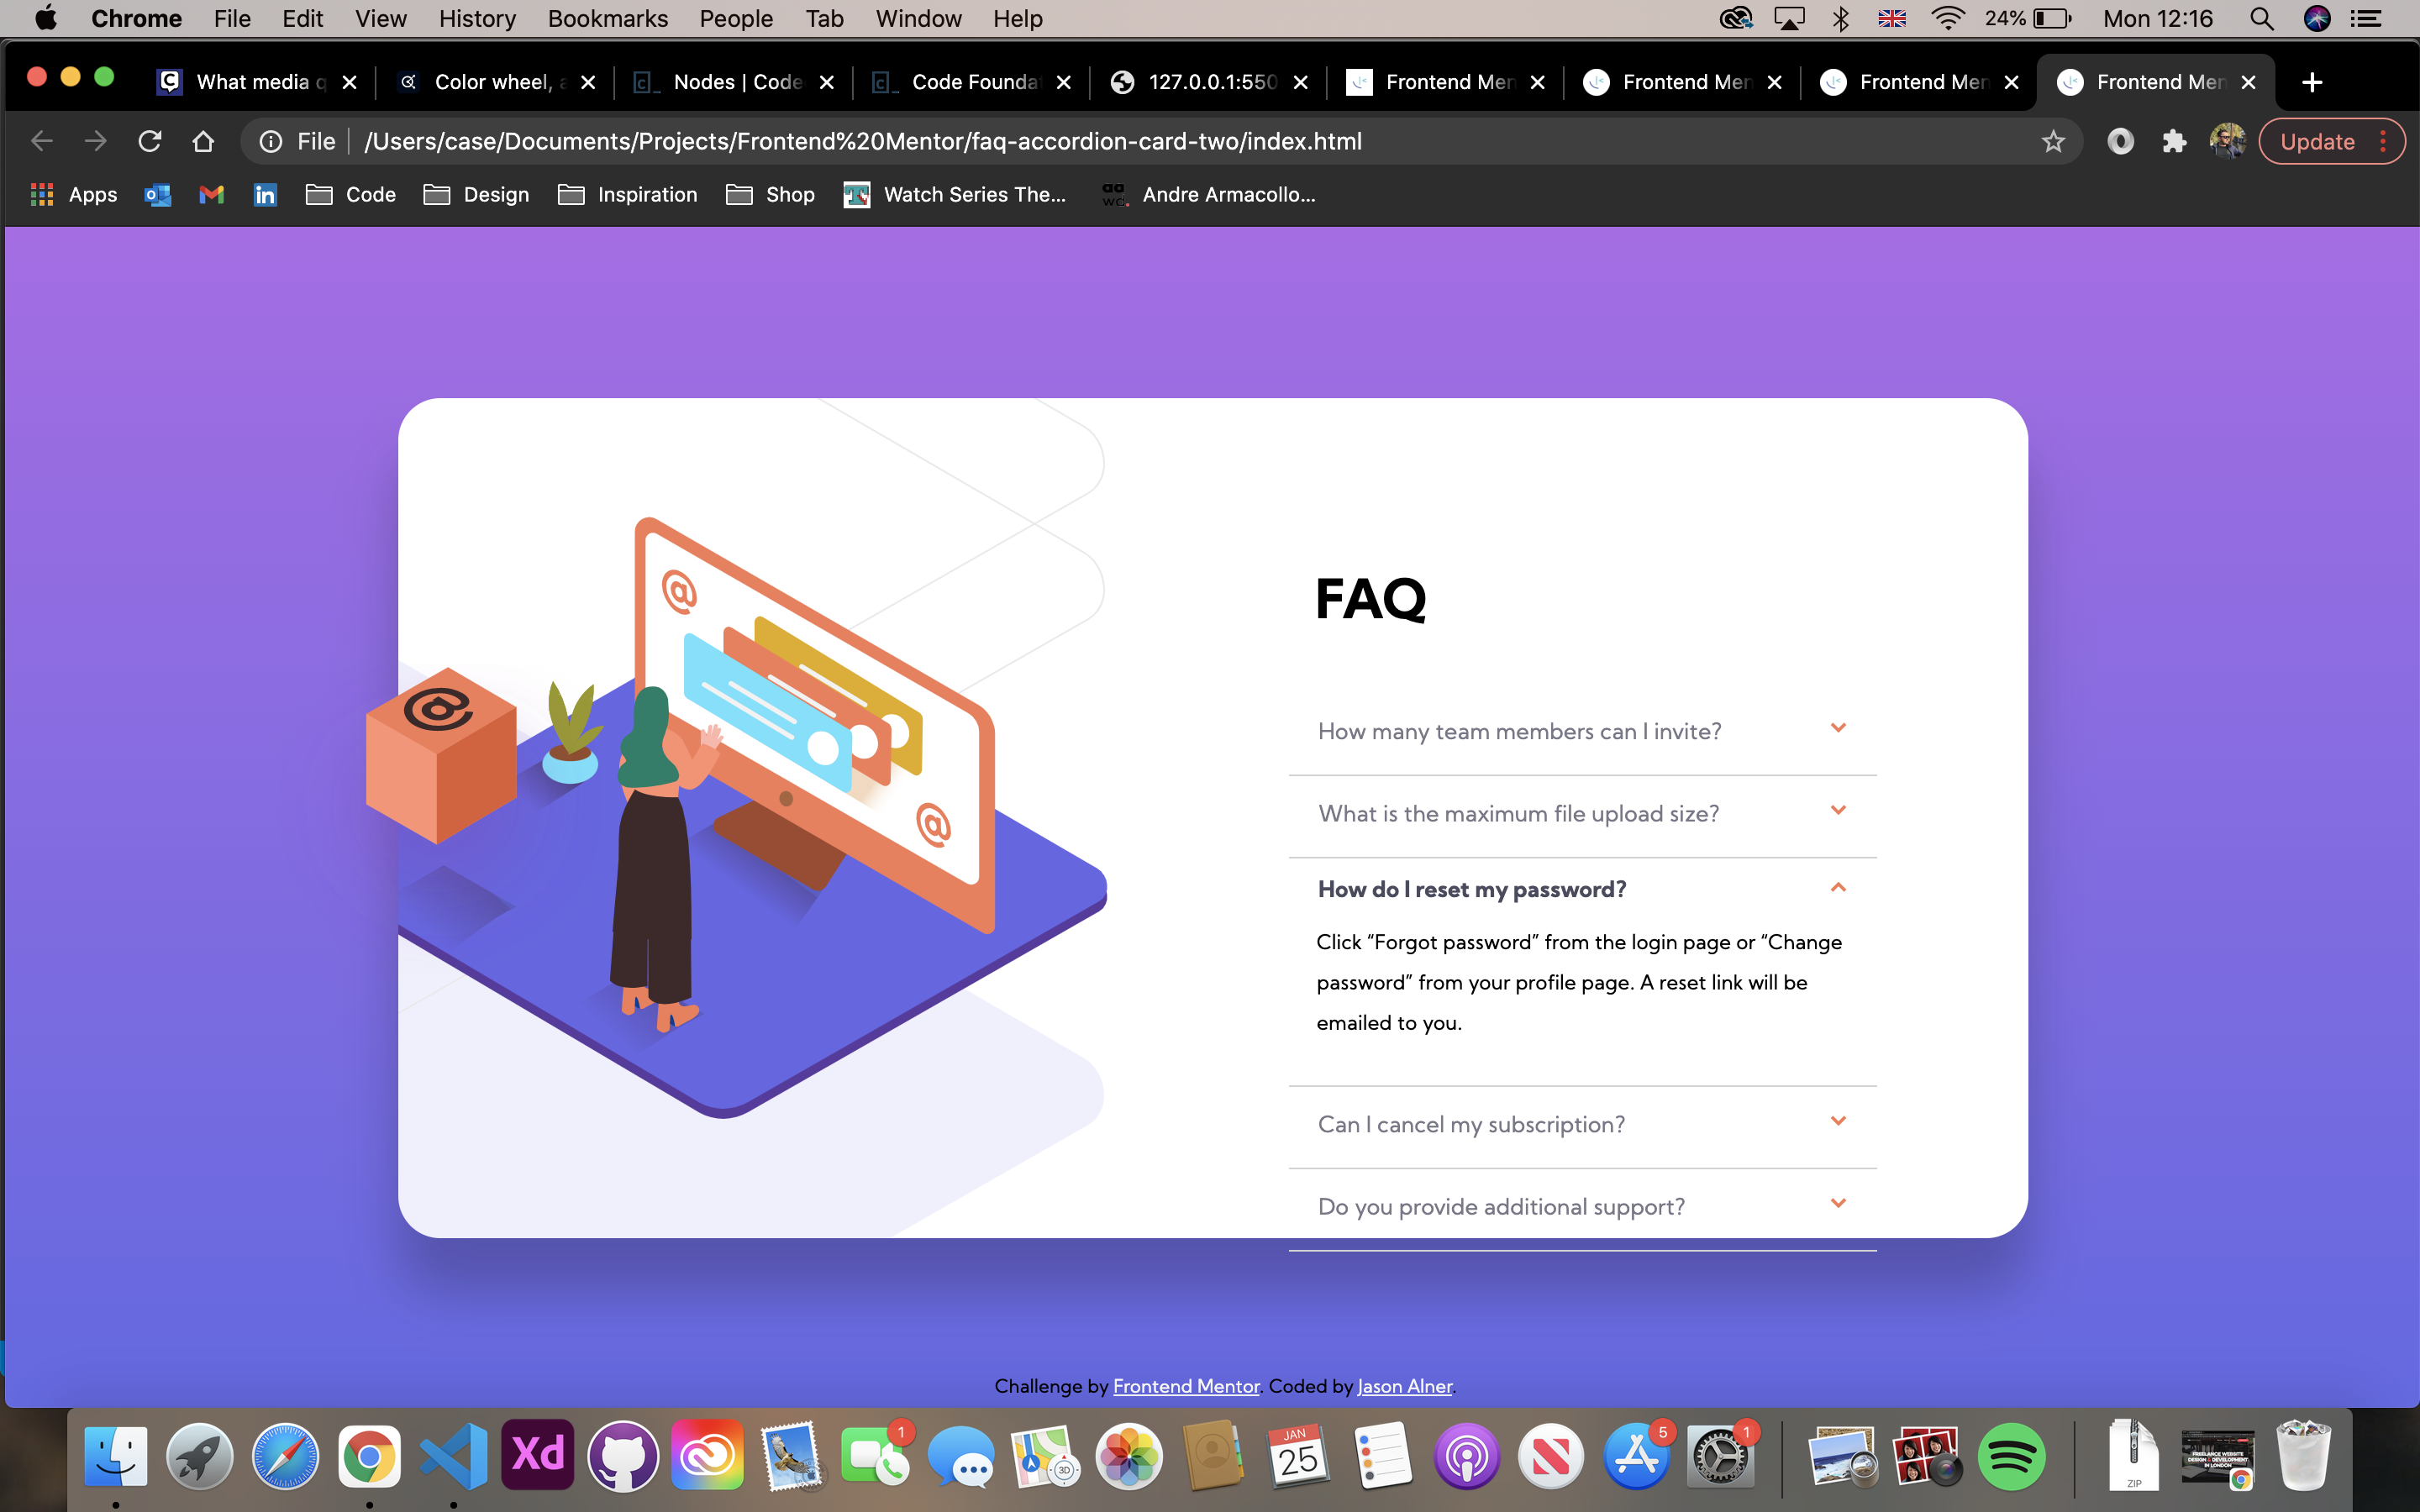 Chrome File Edit View History Bookmarks People Tab Window Help 24% Mon 12:16
What media q Color wheel, a Nodes | Code Code Founda 127.0.0.1:550 Frontend Men Frontend Men Frontend Men Frontend Men
File /Users/case/Documents/Projects/Frontend%20Mentor/faq-accordion-card-two/index.html Update
Apps Code Design Inspiration Shop Watch Series The... Andre Armacollo...
FAQ
How many team members can I invite?
What is the maximum file upload size?
How do I reset my password?
Click “Forgot password” from the login page or “Change
password” from your profile page. A reset link will be
emailed to you.
Can I cancel my subscription?
Do you provide additional support?
Challenge by Frontend Mentor. Coded by Jason Alner.
Xd 1 3D JAN 25 5 1 ZIP